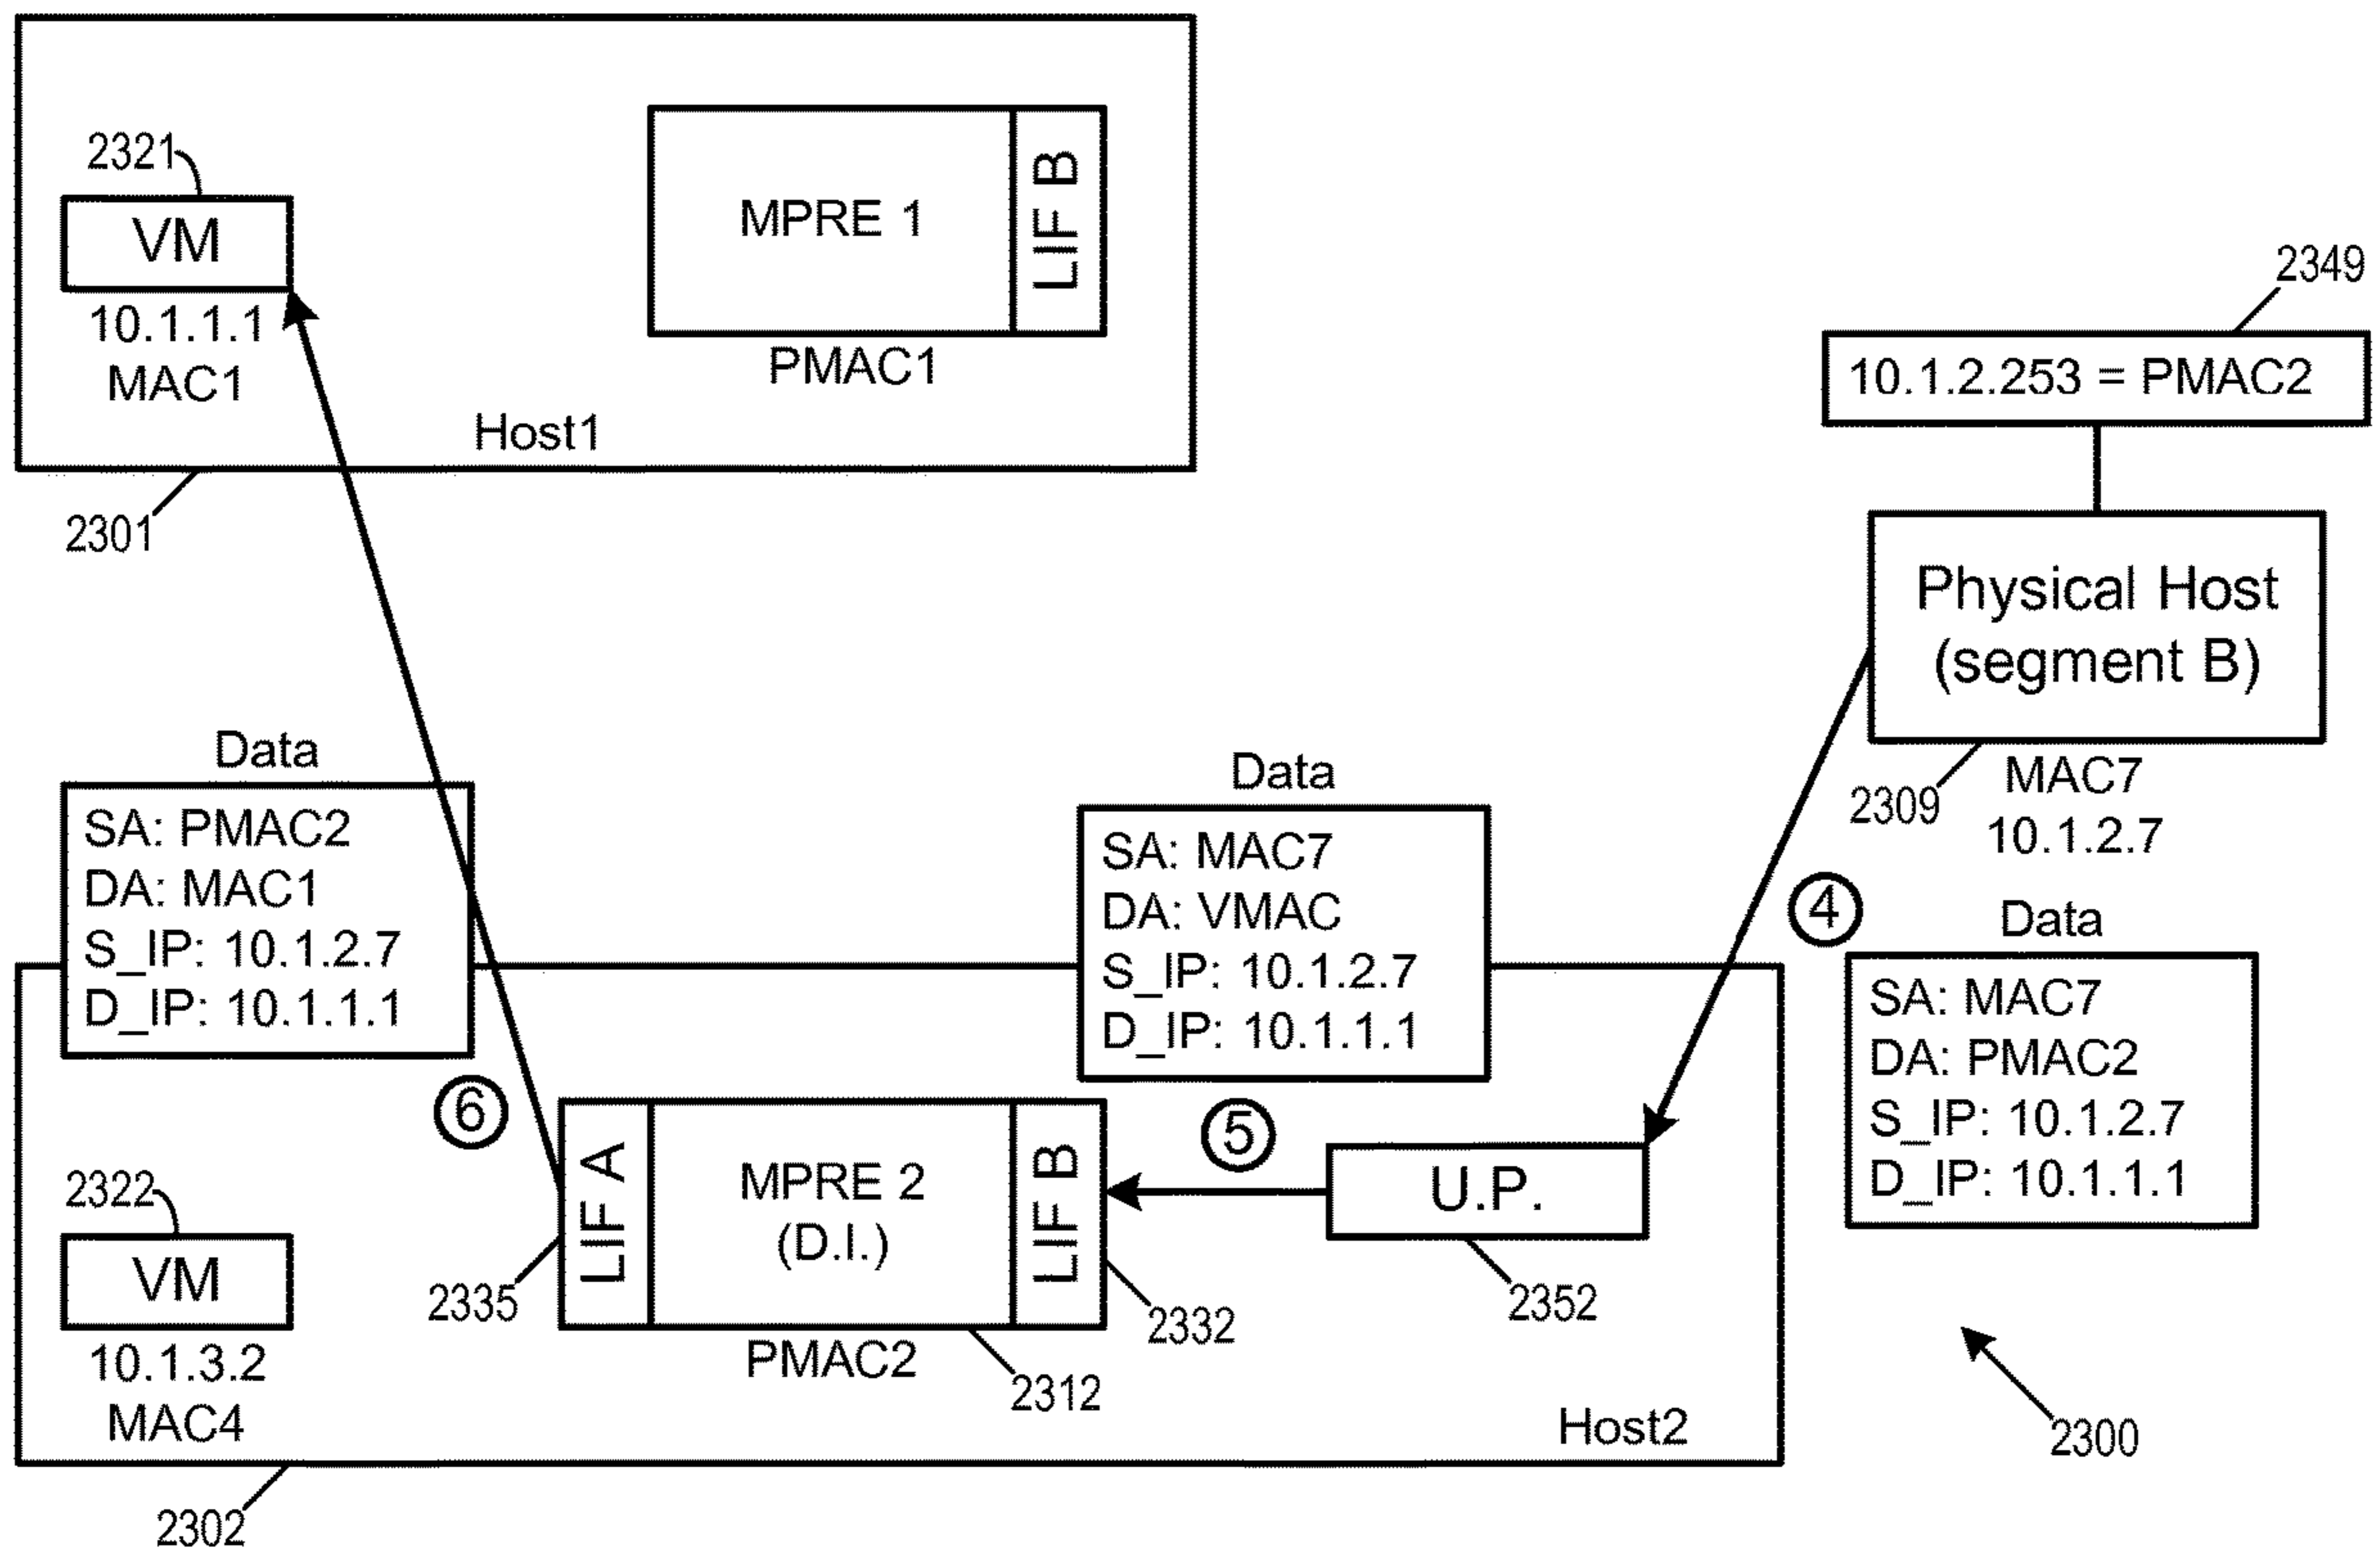 2321
VM
10.1.1.1
MAC1
MPRE 1
LIF B
PMAC1
Host1
2301
2349
10.1.2.253 = PMAC2
Physical Host
(segment B)
2309
MAC7
10.1.2.7
Data
SA: PMAC2
DA: MAC1
S_IP: 10.1.2.7
D_IP: 10.1.1.1
Data
SA: MAC7
DA: VMAC
S_IP: 10.1.2.7
D_IP: 10.1.1.1
4
Data
SA: MAC7
DA: PMAC2
S_IP: 10.1.2.7
D_IP: 10.1.1.1
6
5
2322
VM
10.1.3.2
MAC4
2335
LIF A
MPRE 2
(D.I.)
LIF B
PMAC2
2312
2332
U.P.
2352
Host2
2300
2302